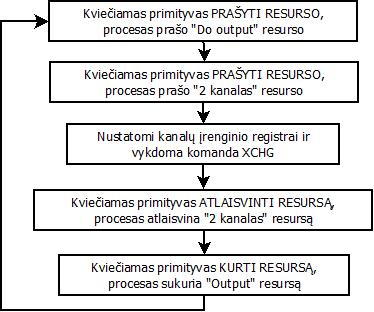 Kviečiamas primityvas PRAŠYTI RESURSO,
procesas prašo "Do output" resurso
Kviečiamas primityvas PRAŠYTI RESURSO,
procesas prašo "2 kanalas" resurso
Nustatomi kanalų įrenginio registrai ir
vykdoma komanda XCHG
Kviečiamas primityvas ATLAISVINTI RESURSĄ,
procesas atlaisvina "2 kanalas" resursą
Kviečiamas primityvas KURTI RESURSĄ,
procesas sukuria "Output" resursą